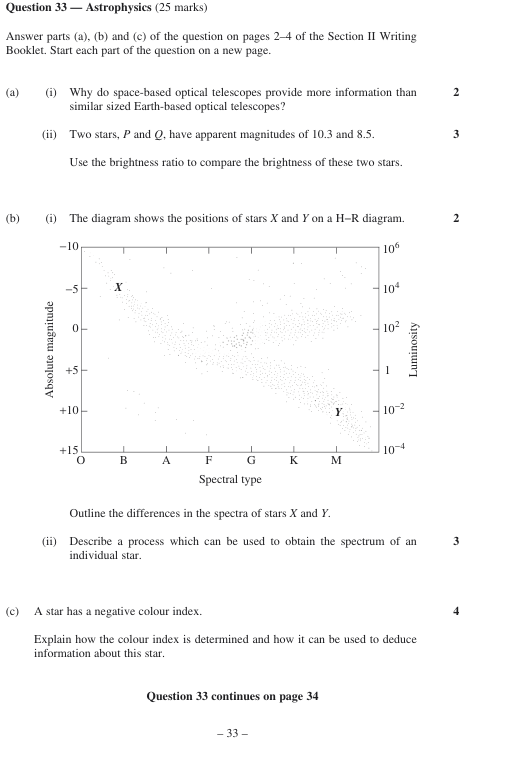 Question 33 — Astrophysics (25 marks)
Answer parts (a), (b) and (c) of the question on pages 2–4 of the Section II Writing
Booklet. Start each part of the question on a new page.
(a) (i) Why do space-based optical telescopes provide more information than 2
similar sized Earth-based optical telescopes?
(ii) Two stars, P and Q, have apparent magnitudes of 10.3 and 8.5. 3
Use the brightness ratio to compare the brightness of these two stars.
(b) (i) The diagram shows the positions of stars X and Y on a H–R diagram. 2
−10 10⁶
X
−5 10⁴
0 10²
Absolute magnitude
Luminosity
+5 1
+10 Y 10⁻²
+15 10⁻⁴
O B A F G K M
Spectral type
Outline the differences in the spectra of stars X and Y.
(ii) Describe a process which can be used to obtain the spectrum of an 3
individual star.
(c) A star has a negative colour index. 4
Explain how the colour index is determined and how it can be used to deduce
information about this star.
Question 33 continues on page 34
– 33 –